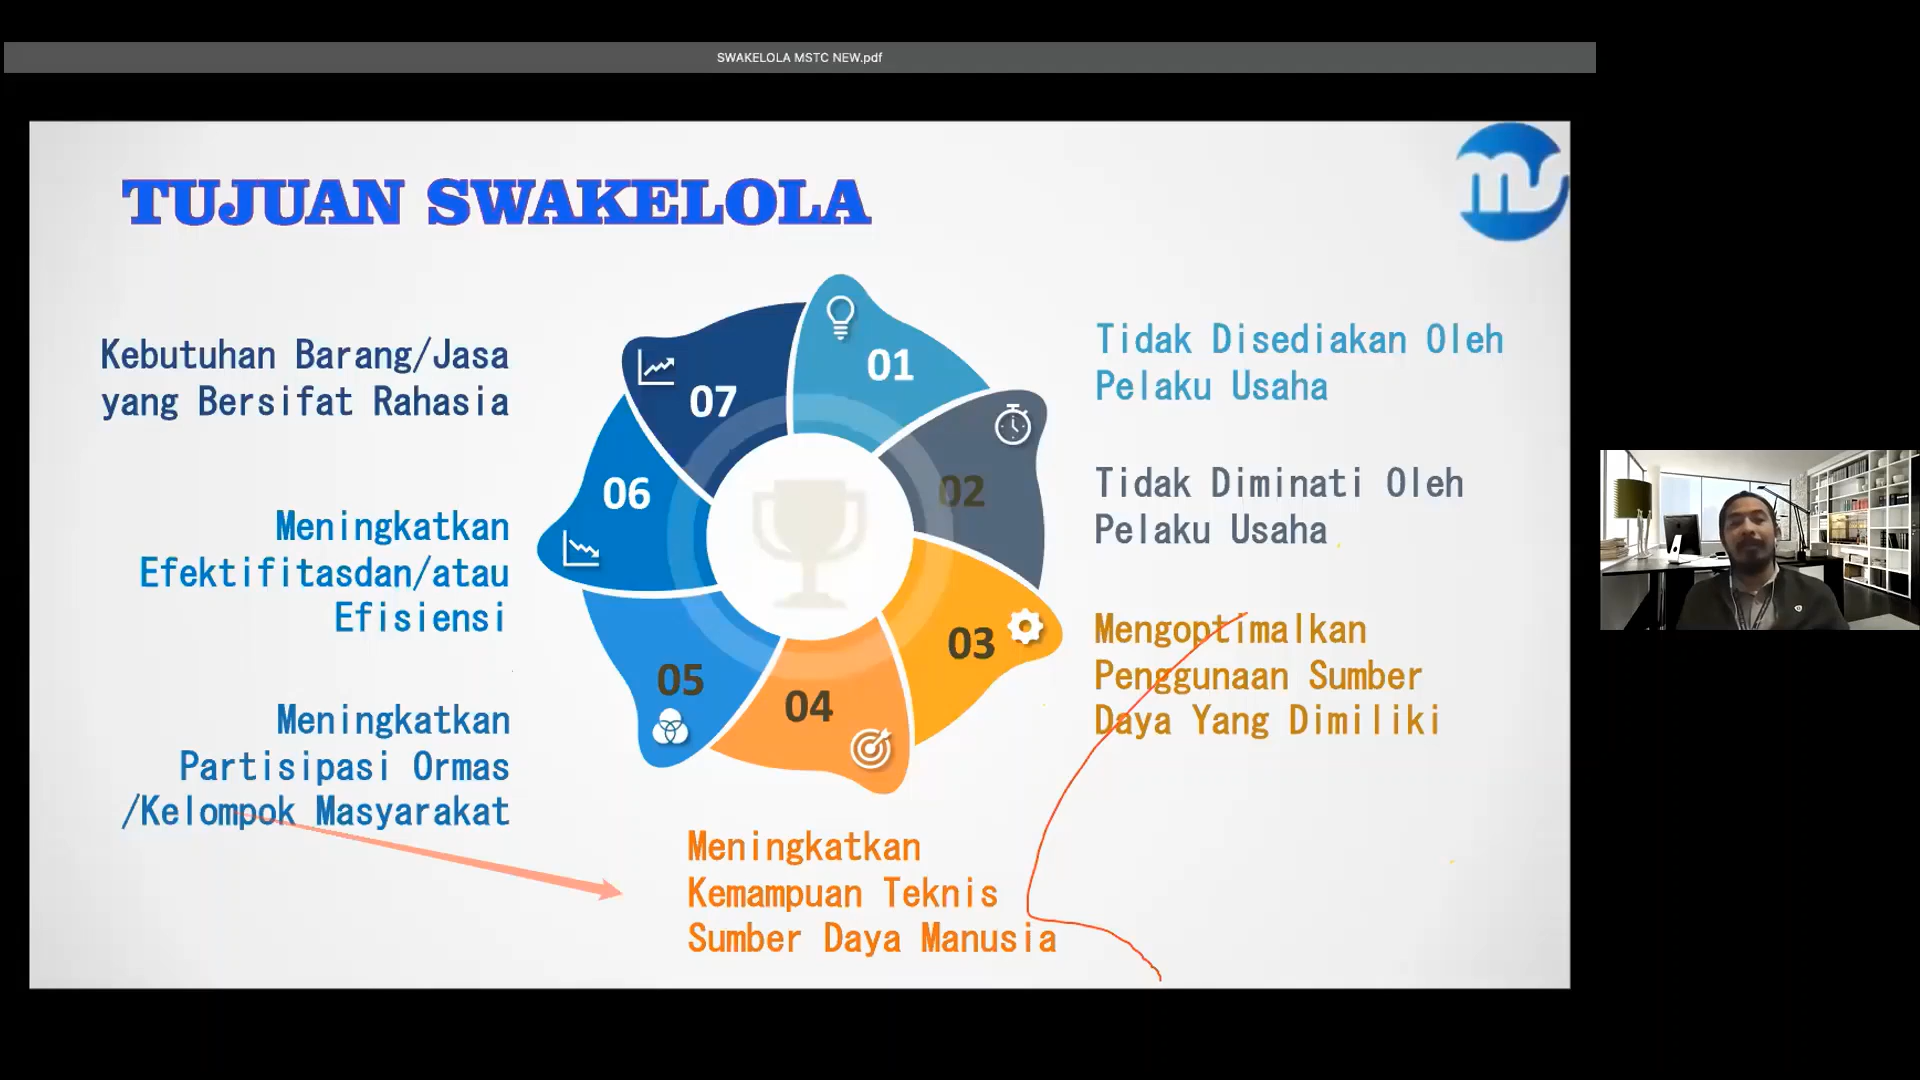 SWAKELOLA MSTC NEW.pdf
TUJUAN SWAKELOLA
ms
01
Tidak Disediakan Oleh
Pelaku Usaha
02
Tidak Diminati Oleh
Pelaku Usaha
03
Mengoptimalkan
Penggunaan Sumber
Daya Yang Dimiliki
04
Meningkatkan
Kemampuan Teknis
Sumber Daya Manusia
05
Meningkatkan
Partisipasi Ormas
/Kelompok Masyarakat
06
Meningkatkan
Efektifitasdan/atau
Efisiensi
07
Kebutuhan Barang/Jasa
yang Bersifat Rahasia